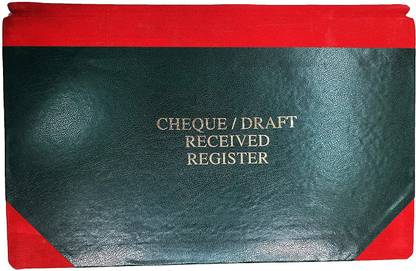 CHEQUE / DRAFT
RECEIVED
REGISTER